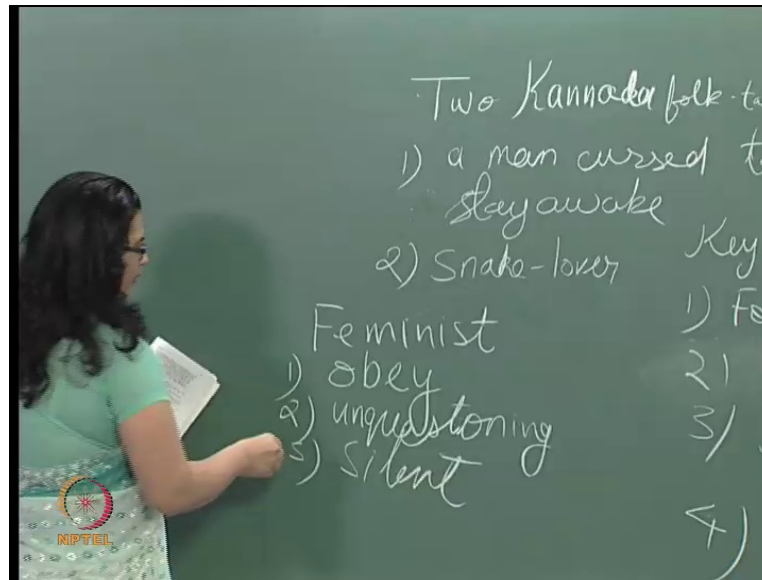 Two Kannada folk-ta
1) a man cursed t
stay awake
2) Snake-lover
Key
1) Fo
2)
3)
4)
Feminist
1) obey
2) unquestoning
3) Silent
NPTEL